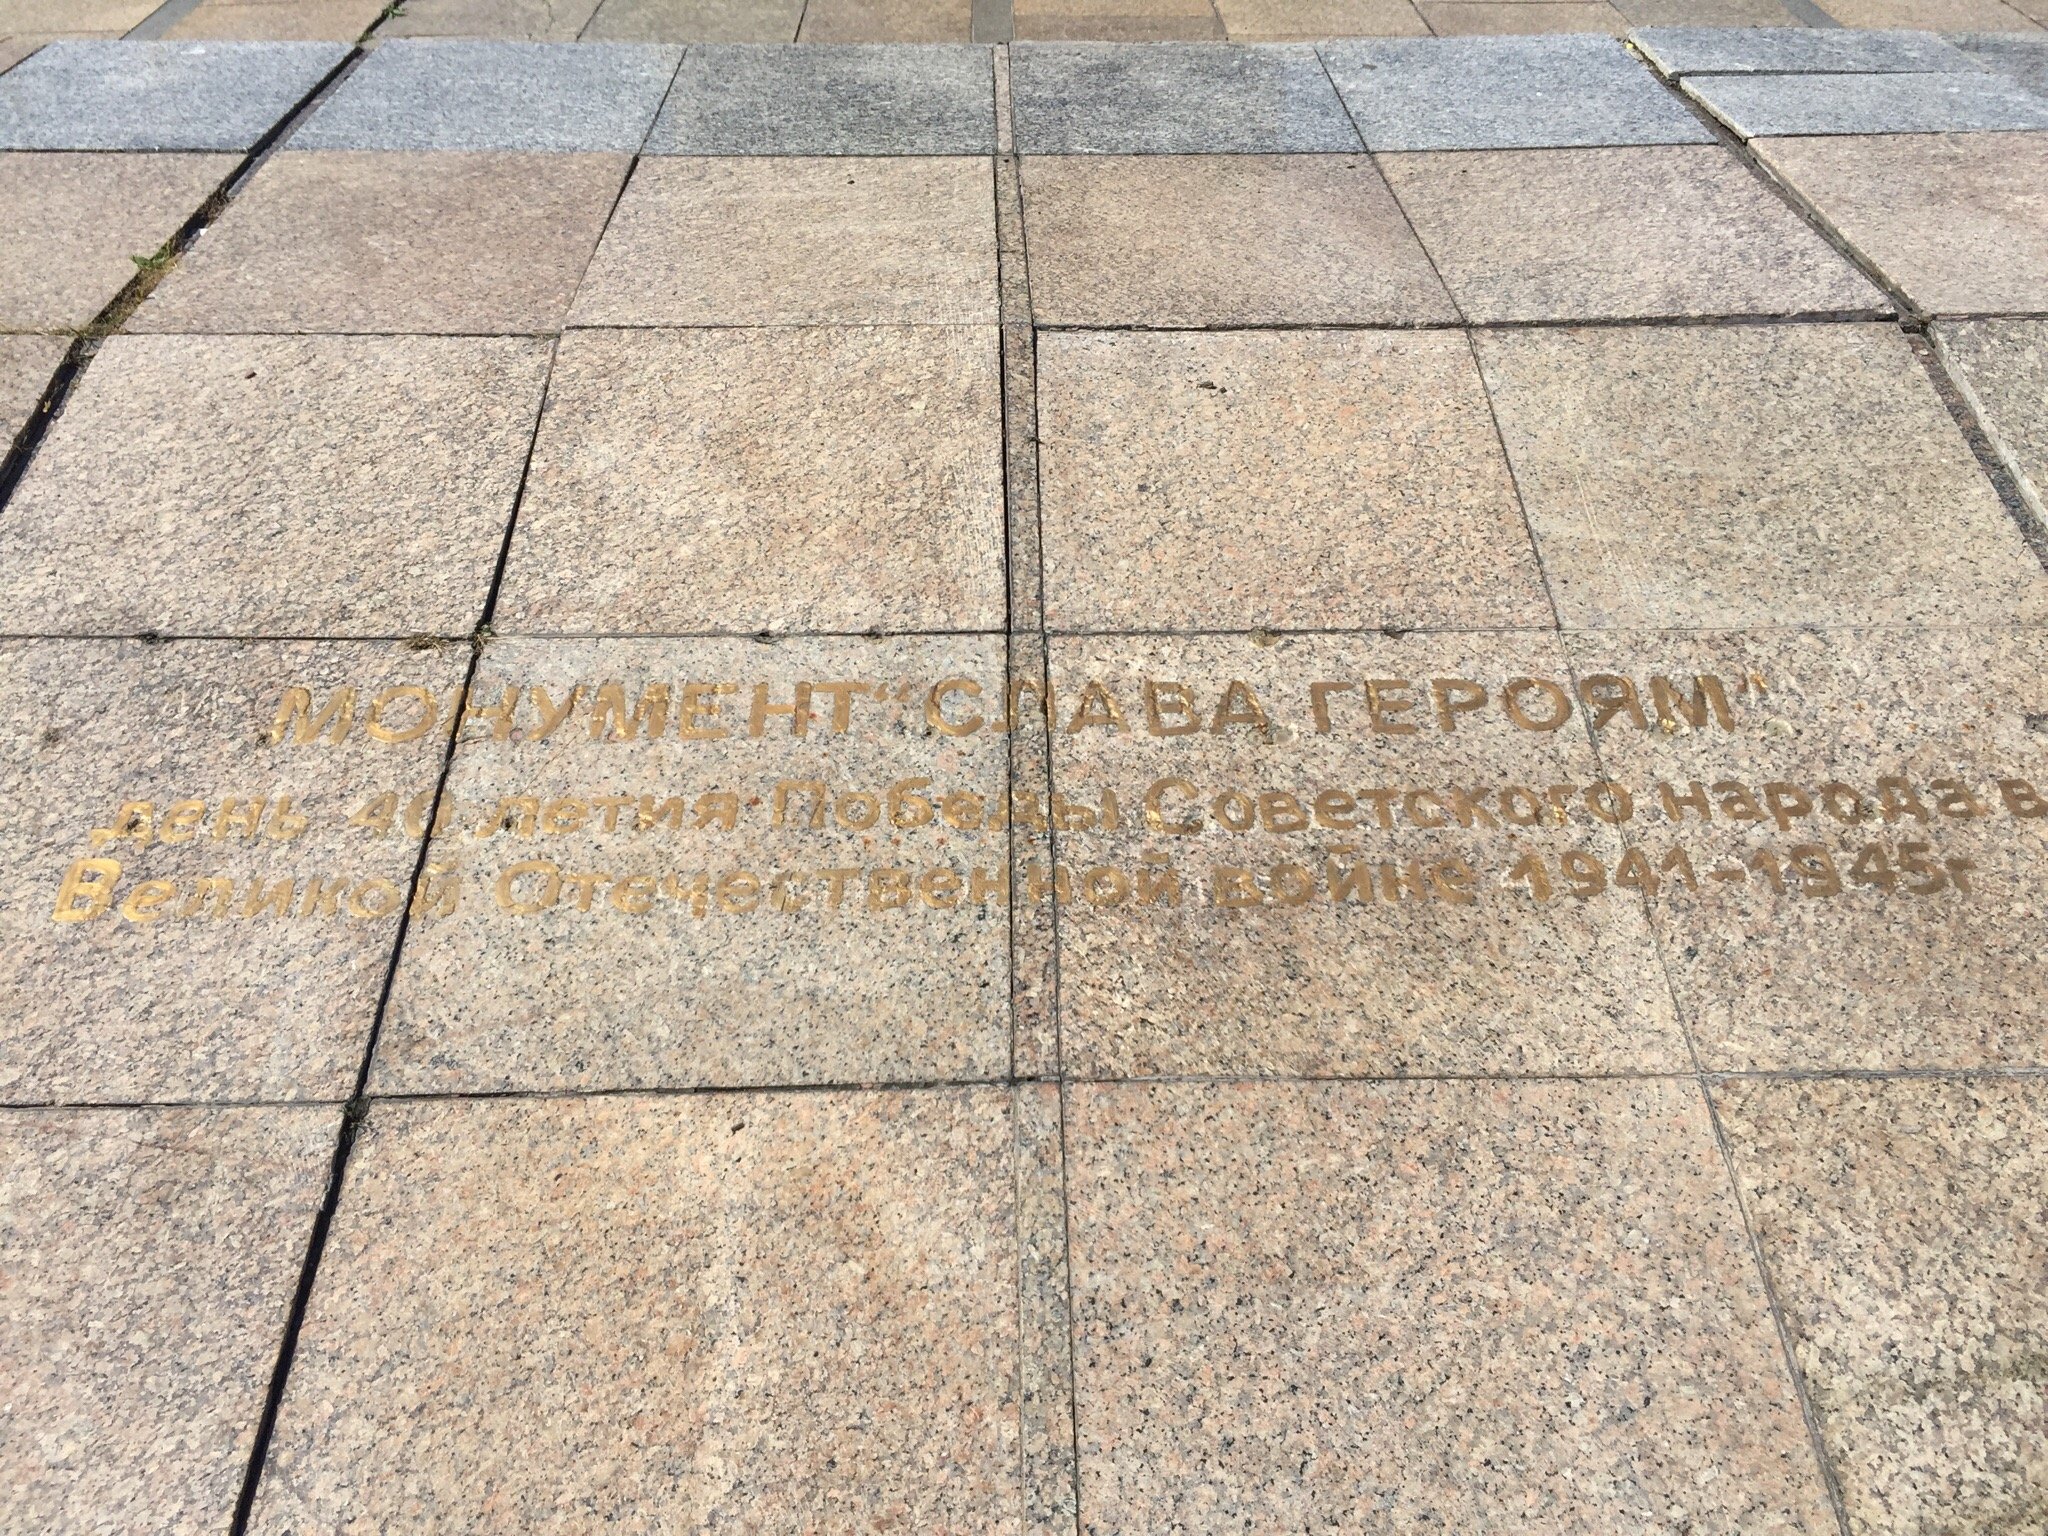 МОНУМЕНТ "СЛАВА ГЕРОЯМ"
день 40 летия Победы Советского народа в
Великой Отечественной войне 1941-1945г